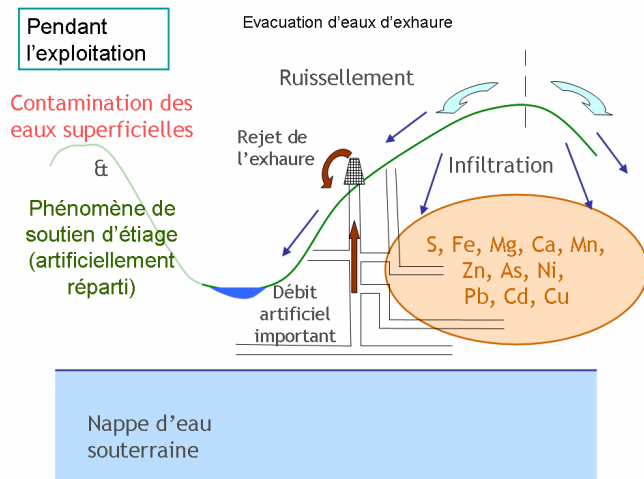 Pendant
l'exploitation
Evacuation d'eaux d'exhaure
Contamination des
eaux superficielles
&
Phénomène de
soutien d'étiage
(artificiellement
réparti)
Ruissellement
Rejet de
l'exhaure
Infiltration
S, Fe, Mg, Ca, Mn,
Zn, As, Ni,
Pb, Cd, Cu
Débit
artificiel
important
Nappe d'eau
souterraine